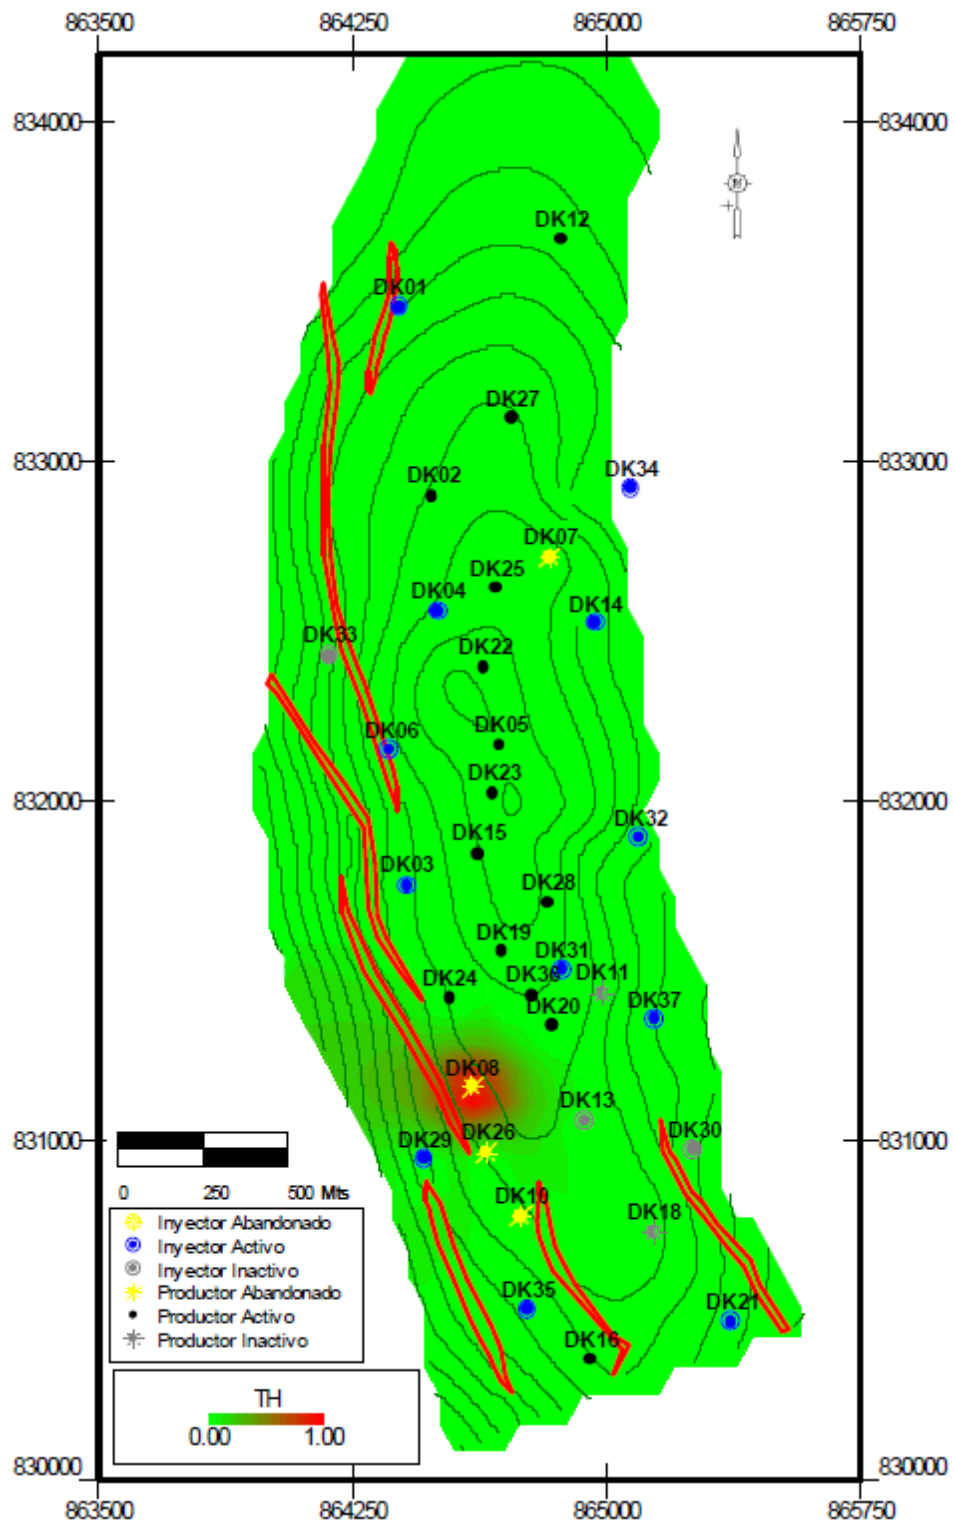 863500 864250 865000 865750
834000 834000
DK12
DK01
DK27
833000 833000
DK34
DK02
DK07
DK25
DK04
DK14
DK33
DK22
DK06
DK05
DK23
832000 832000
DK32
DK15
DK03
DK28
DK19
DK31
DK36 DK11
DK24
DK37
DK20
DK08
DK13
831000 831000
DK29
DK26
DK30
0 250 500 Mts
DK10
DK18
Inyector Abandonado
Inyector Activo
Inyector Inactivo
Productor Abandonado
Productor Activo
Productor Inactivo
DK35
DK21
DK16
TH
0.00 1.00
830000 830000
863500 864250 865000 865750